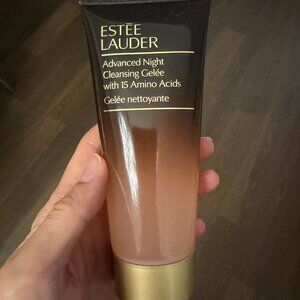 ESTĒE
LAUDER
Advanced Night
Cleansing Gelée
with 15 Amino Acids
Gelée nettoyante